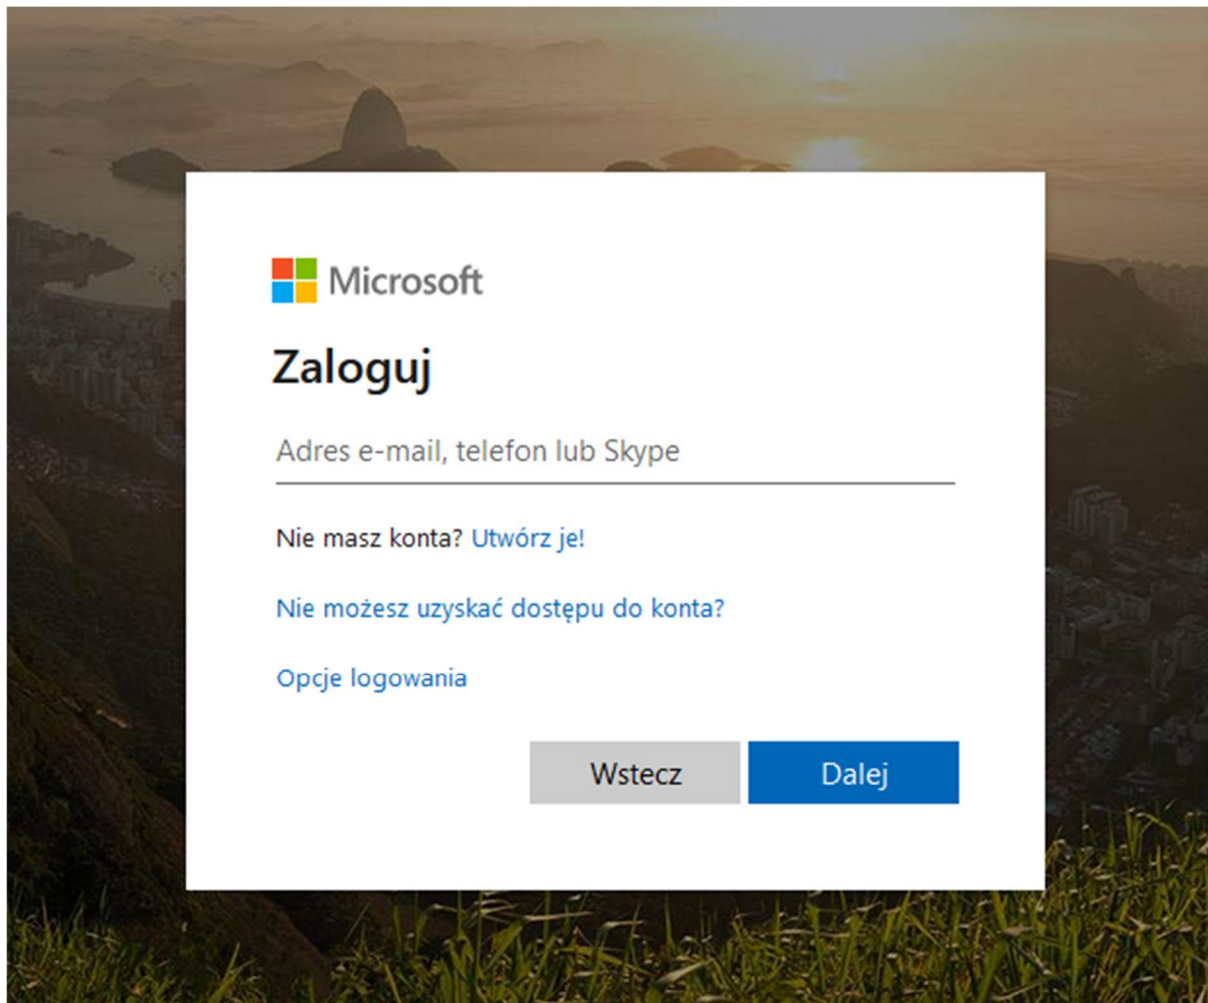 Microsoft
Zaloguj
Adres e-mail, telefon lub Skype
Nie masz konta? Utwórz je!
Nie możesz uzyskać dostępu do konta?
Opcje logowania
Wstecz Dalej